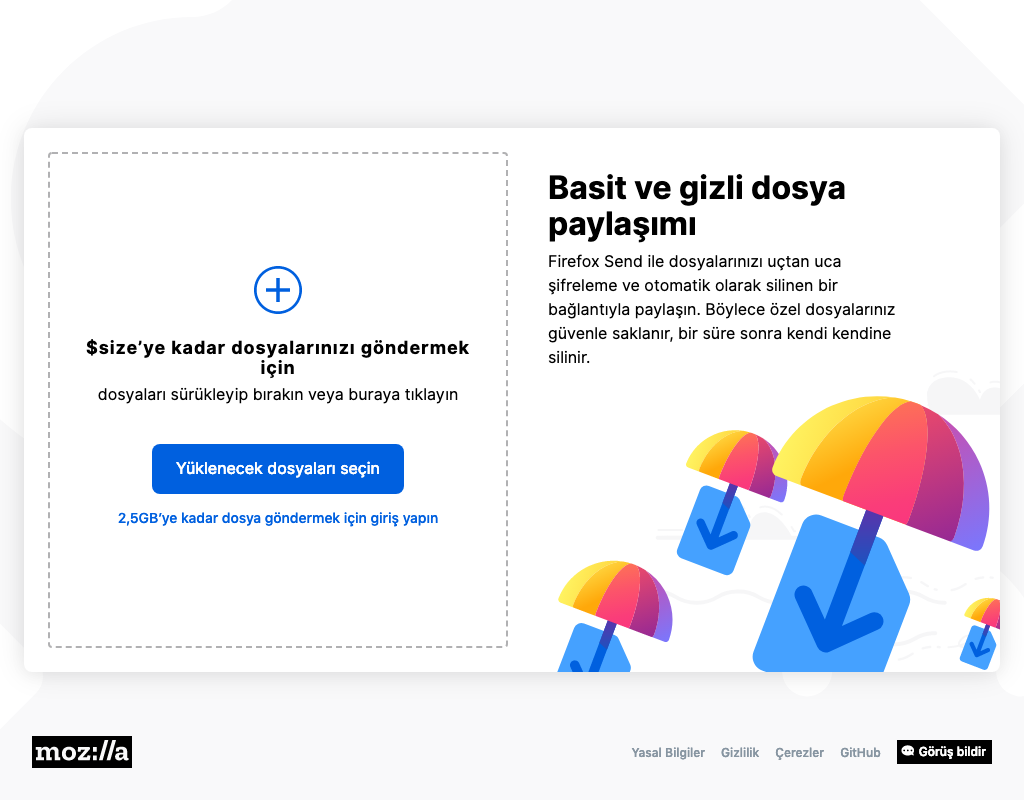 $size’ye kadar dosyalarınızı göndermek
için
dosyaları sürükleyip bırakın veya buraya tıklayın
Yüklenecek dosyaları seçin
2,5GB’ye kadar dosya göndermek için giriş yapın
Basit ve gizli dosya
paylaşımı
Firefox Send ile dosyalarınızı uçtan uca
şifreleme ve otomatik olarak silinen bir
bağlantıyla paylaşın. Böylece özel dosyalarınız
güvenle saklanır, bir süre sonra kendi kendine
silinir.
moz://a
Yasal Bilgiler Gizlilik Çerezler GitHub Görüş bildir